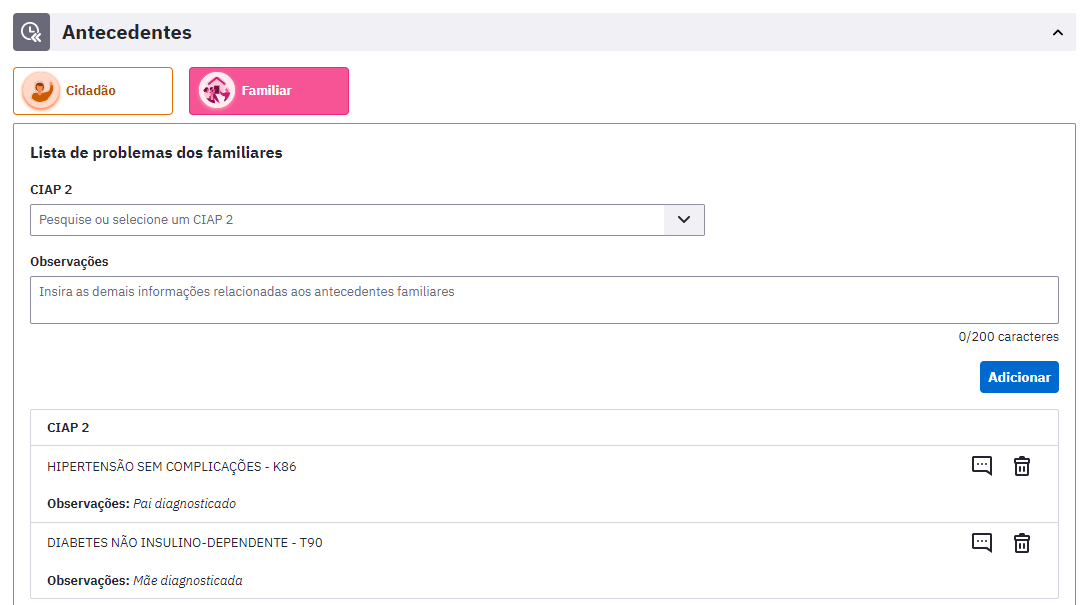 Antecedentes
Cidadão
Familiar
Lista de problemas dos familiares
CIAP 2
Pesquise ou selecione um CIAP 2
Observações
Insira as demais informações relacionadas aos antecedentes familiares
0/200 caracteres
Adicionar
CIAP 2
HIPERTENSÃO SEM COMPLICAÇÕES - K86
Observações: Pai diagnosticado
DIABETES NÃO INSULINO-DEPENDENTE - T90
Observações: Mãe diagnosticada